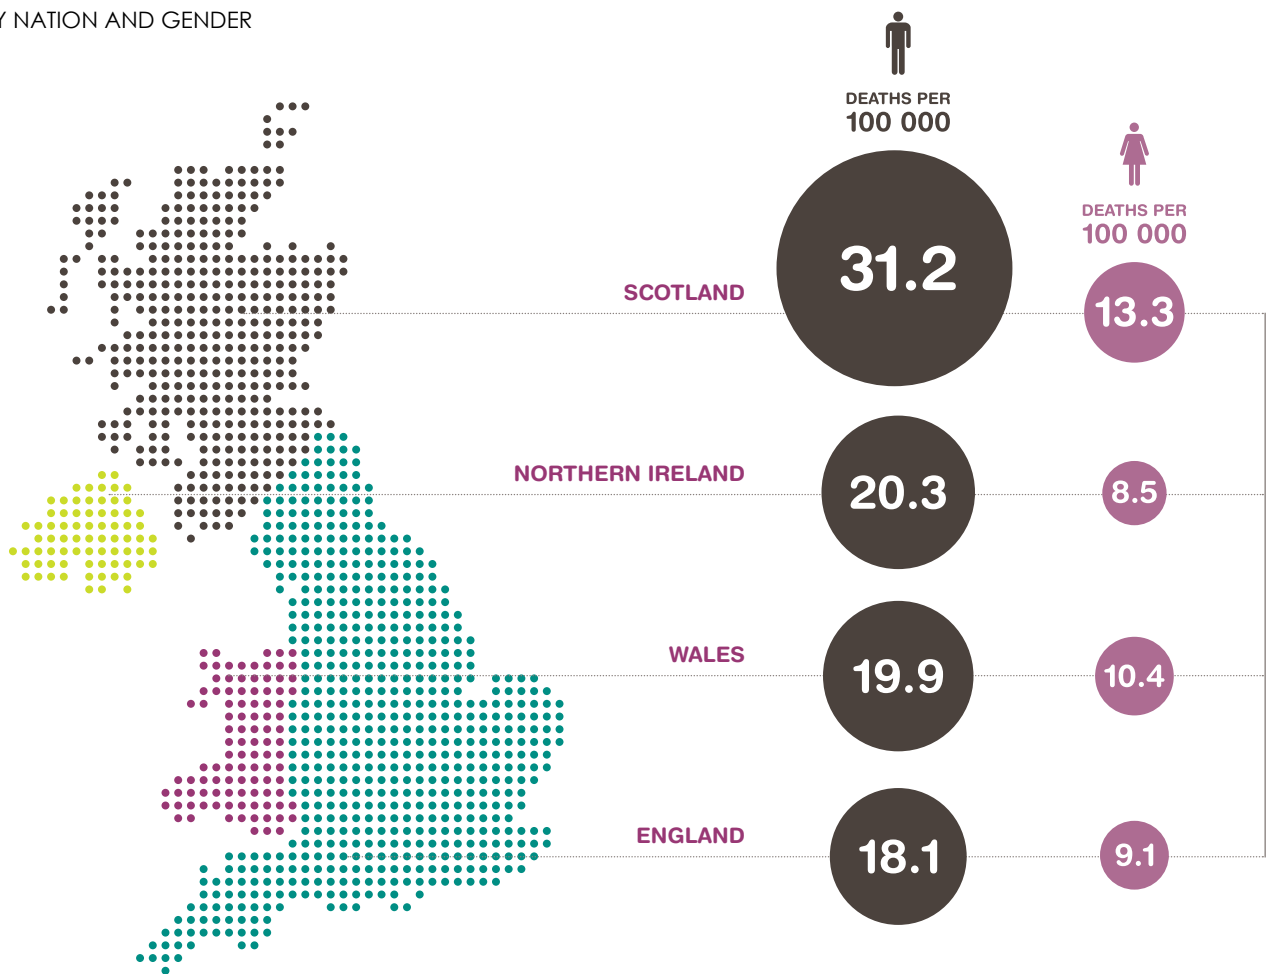 Y NATION AND GENDER
DEATHS PER
100 000
DEATHS PER
100 000
SCOTLAND
31.2
13.3
NORTHERN IRELAND
20.3
8.5
WALES
19.9
10.4
ENGLAND
18.1
9.1